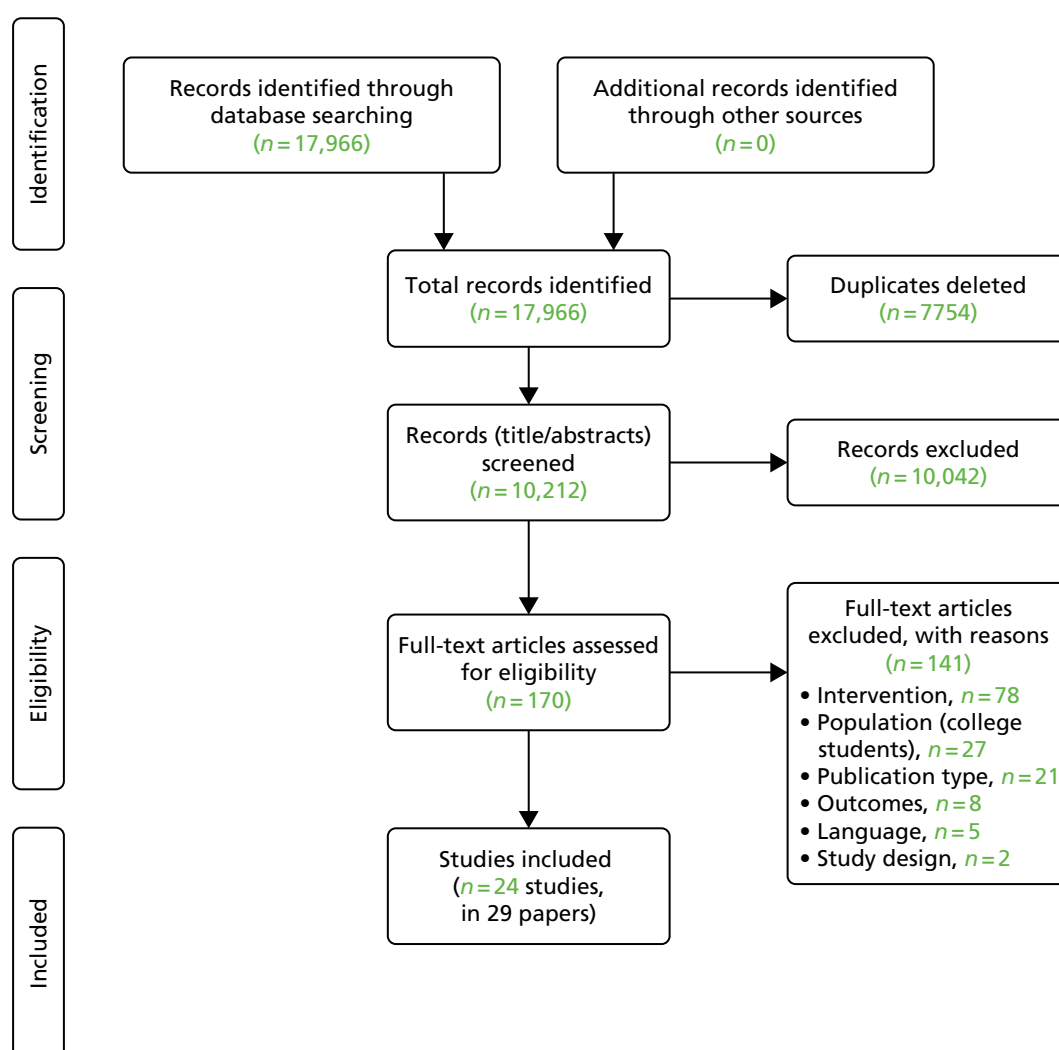 Identification
Records identified through
database searching
(n = 17,966)
Additional records identified
through other sources
(n = 0)
Total records identified
(n = 17,966)
Duplicates deleted
(n = 7754)
Screening
Records (title/abstracts)
screened
(n = 10,212)
Records excluded
(n = 10,042)
Eligibility
Full-text articles assessed
for eligibility
(n = 170)
Full-text articles
excluded, with reasons
(n = 141)
• Intervention, n = 78
• Population (college
students), n = 27
• Publication type, n = 21
• Outcomes, n = 8
• Language, n = 5
• Study design, n = 2
Included
Studies included
(n = 24 studies,
in 29 papers)